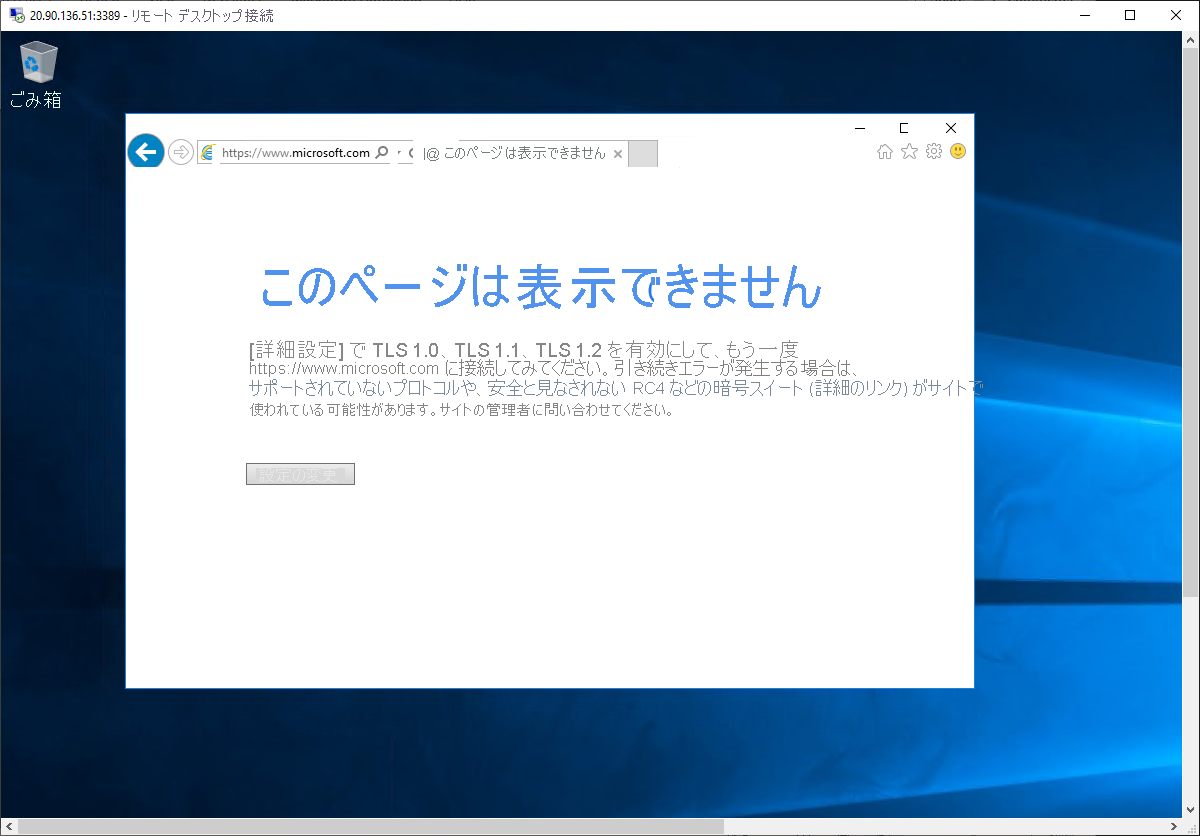 20.90.136.51:3389 - リモート デスクトップ接続
ごみ箱
https://www.microsoft.com
|@ このページは表示できません
このページは表示できません
[詳細設定] で TLS 1.0、TLS 1.1、TLS 1.2 を有効にして、もう一度
https://www.microsoft.com に接続してみてください。引き続きエラーが発生する場合は、
サポートされていないプロトコルや、安全と見なされない RC4 などの暗号スイート (詳細のリンク) がサイトで
使われている可能性があります。サイトの管理者に問い合わせてください。
設定の変更